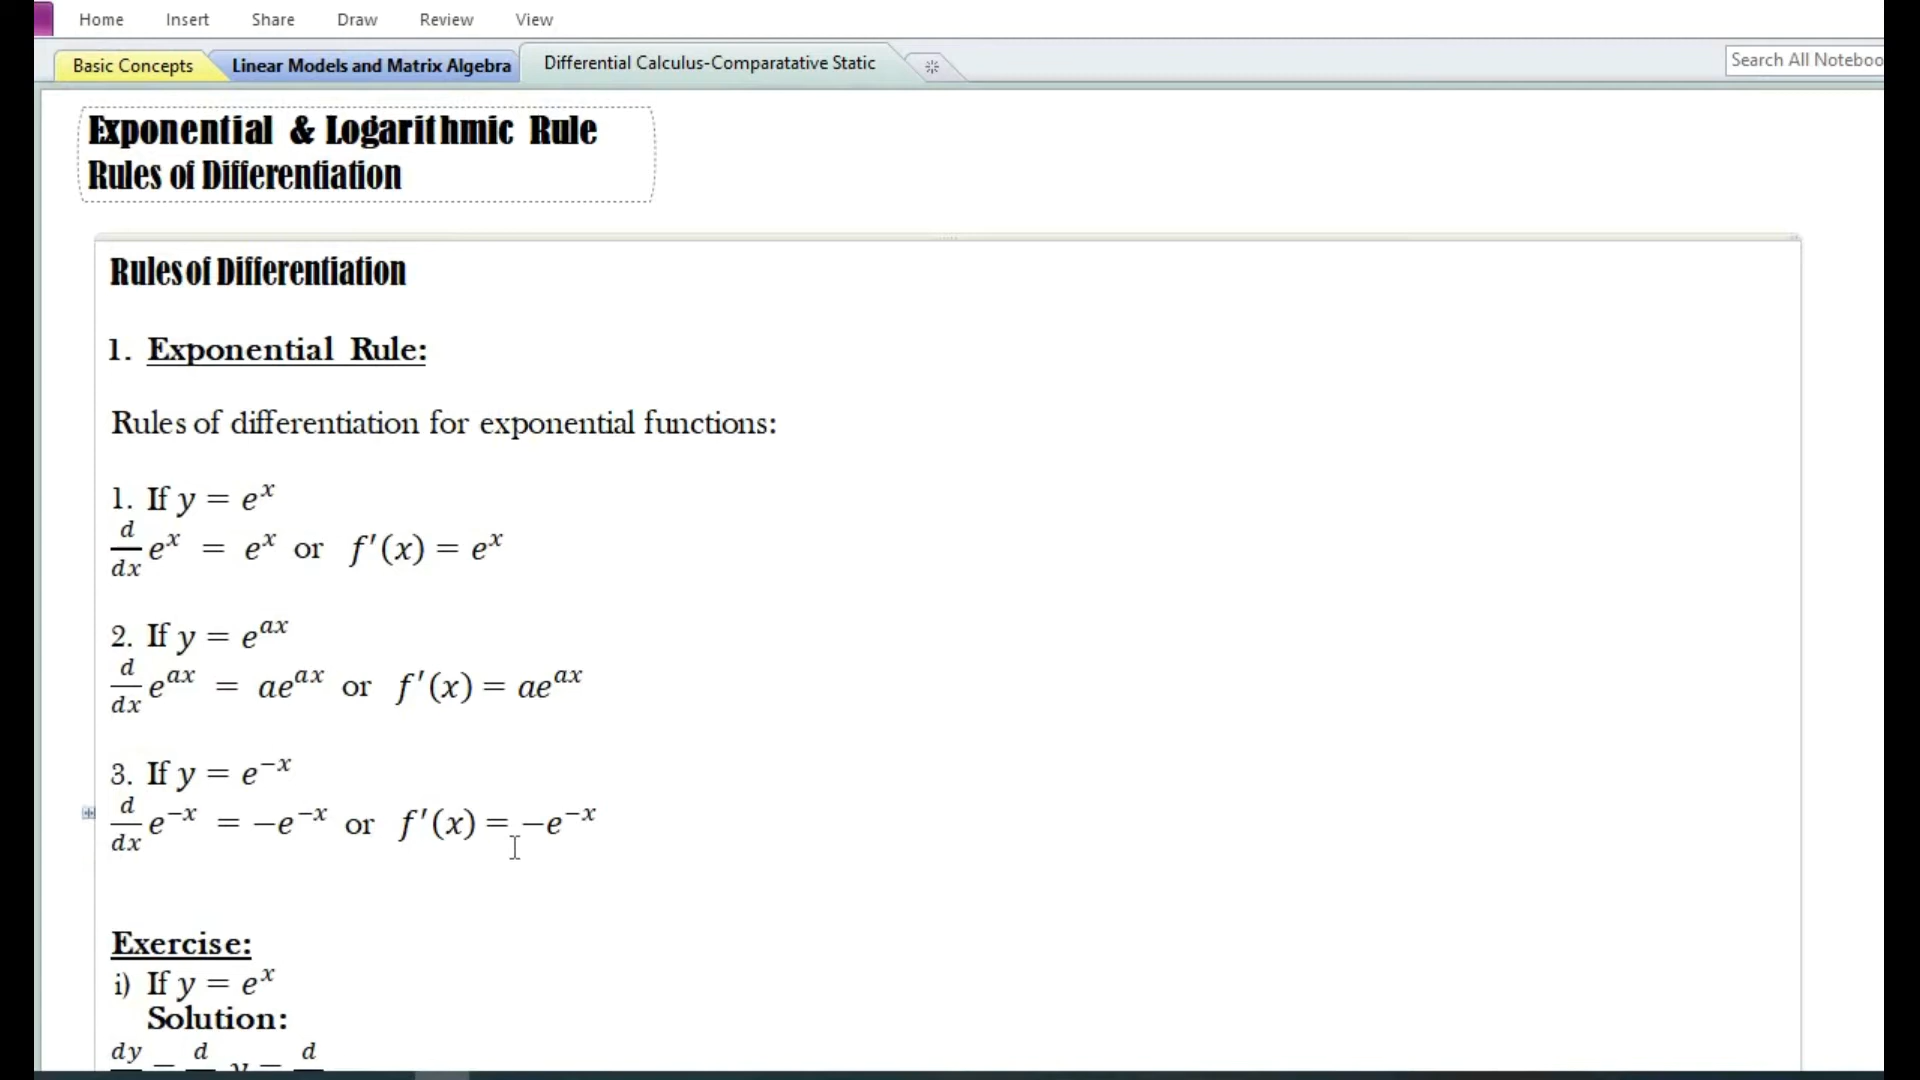 Home Insert Share Draw Review View
Basic Concepts Linear Models and Matrix Algebra Differential Calculus-Comparatative Static Search All Noteboo
Exponential & Logarithmic Rule
Rules of Differentiation
Rules of Differentiation
1. Exponential Rule:
Rules of differentiation for exponential functions:
1. If y = e^x
d/dx e^x = e^x or f'(x) = e^x
2. If y = e^{ax}
d/dx e^{ax} = ae^{ax} or f'(x) = ae^{ax}
3. If y = e^{−x}
d/dx e^{−x} = −e^{−x} or f'(x) = −e^{−x}
Exercise:
i) If y = e^x
Solution:
dy = d y = d